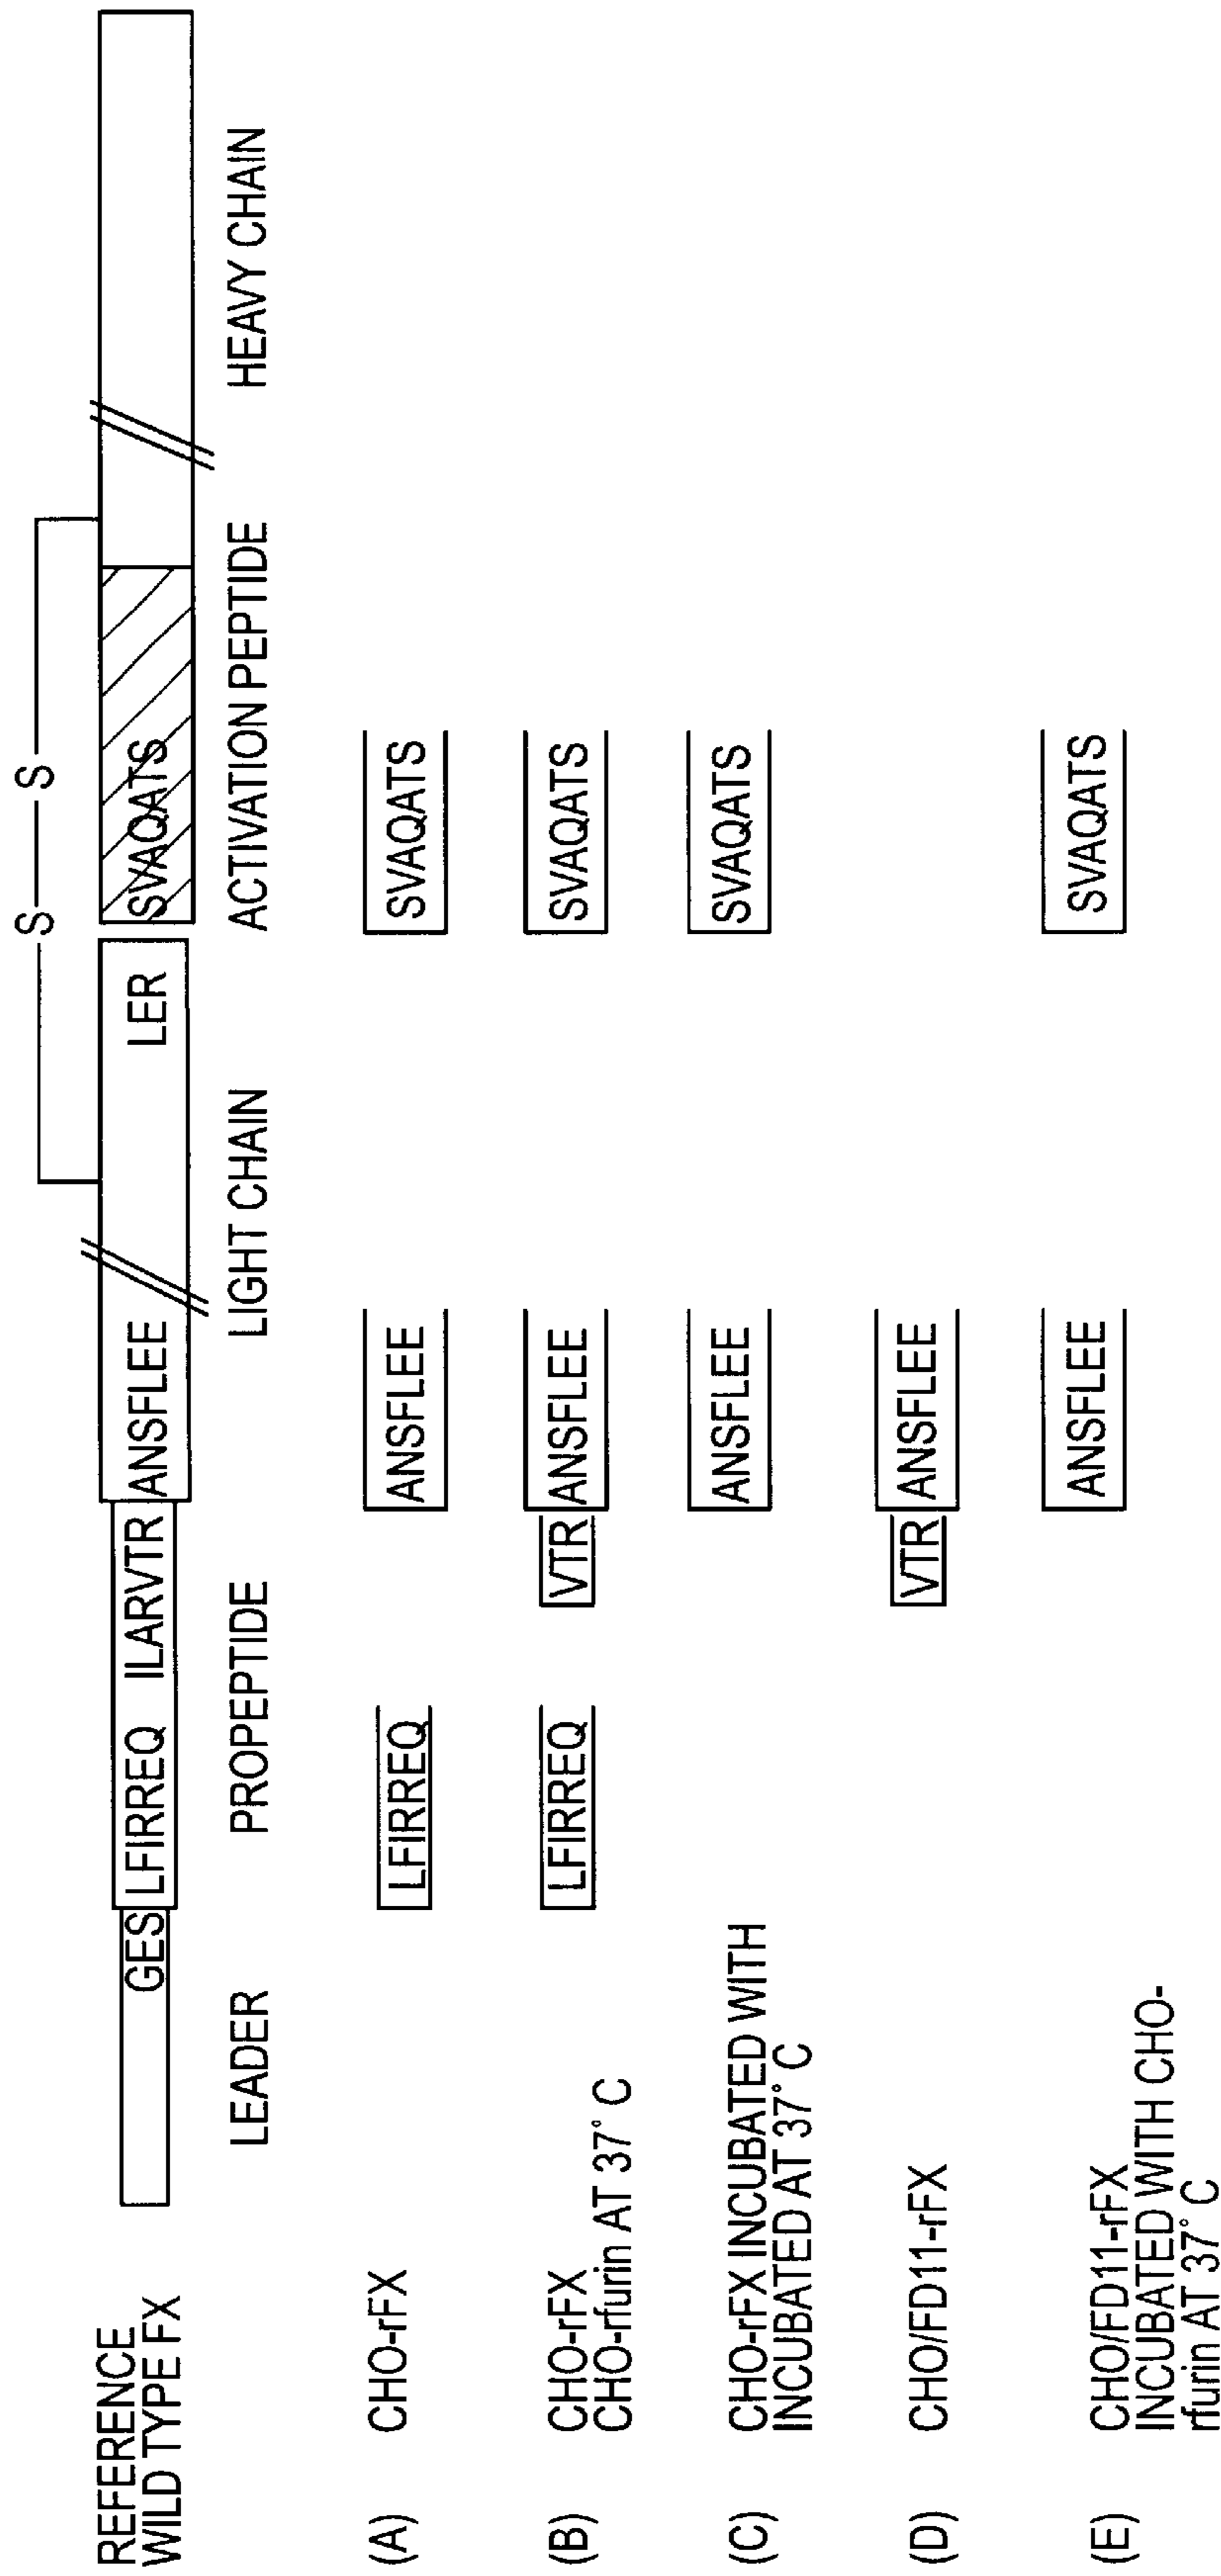 S — S — S
REFERENCE
WILD TYPE FX
GES LFIRREQ ILARVTR ANSFLEE LER SVAQATS
LEADER PROPEPTIDE LIGHT CHAIN ACTIVATION PEPTIDE HEAVY CHAIN
(A) CHO-rFX LFIRREQ ANSFLEE SVAQATS
(B) CHO-rFX
CHO-rfurin AT 37° C LFIRREQ VTR ANSFLEE SVAQATS
(C) CHO-rFX INCUBATED WITH
INCUBATED AT 37° C ANSFLEE SVAQATS
(D) CHO/FD11-rFX VTR ANSFLEE
(E) CHO/FD11-rFX
INCUBATED WITH CHO-
rfurin AT 37° C ANSFLEE SVAQATS